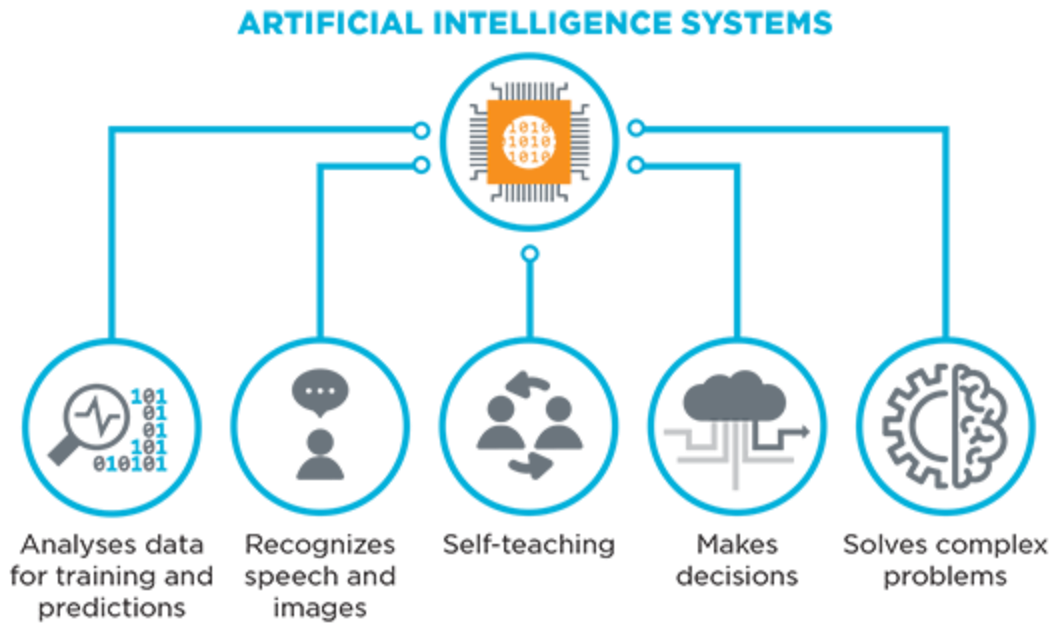 ARTIFICIAL INTELLIGENCE SYSTEMS
1010
01010
1010
101
01
01
101
010101
Analyses data
for training and
predictions
Recognizes
speech and
images
Self-teaching
Makes
decisions
Solves complex
problems